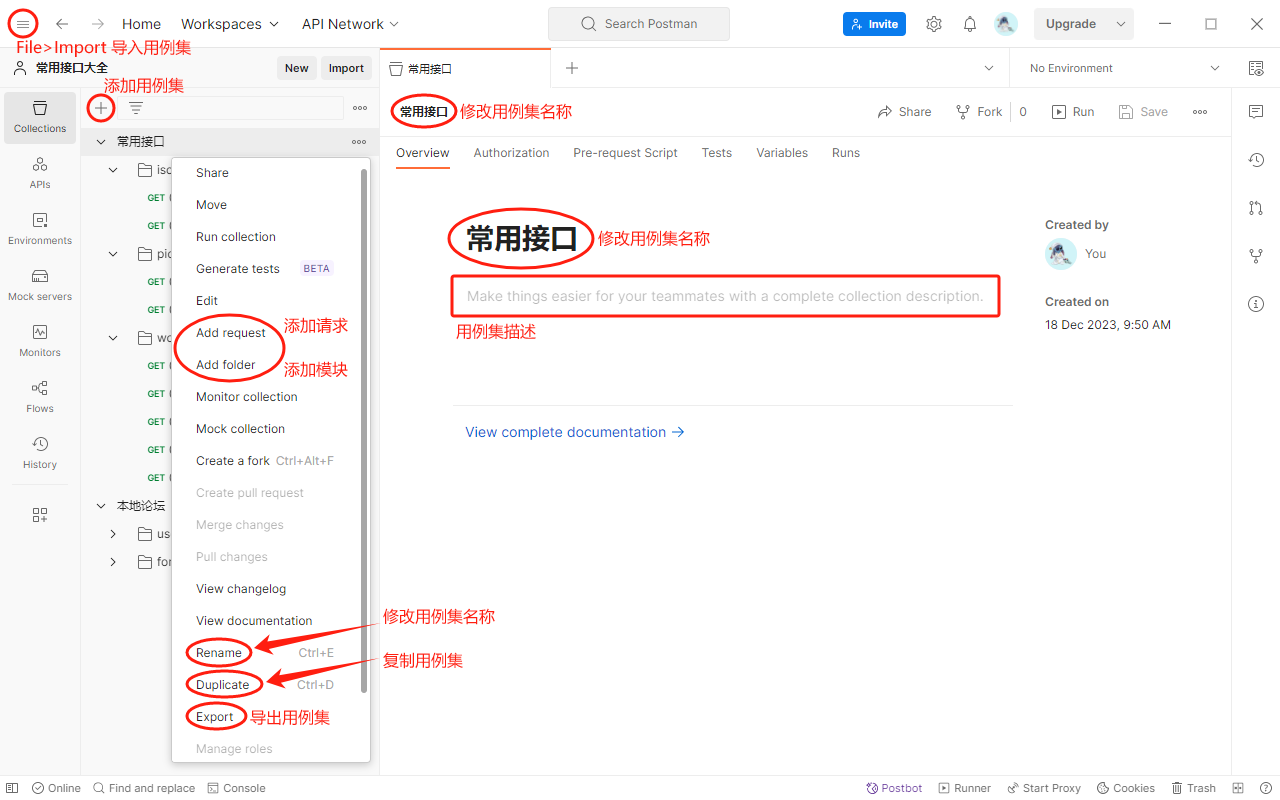 Home Workspaces API Network Search Postman Invite Upgrade
File>Import 导入用例集
常用接口大全 New Import 常用接口 No Environment
添加用例集
常用接口 修改用例集名称 Share Fork 0 Run Save
Collections
常用接口
Overview Authorization Pre-request Script Tests Variables Runs
APIs
Environments
Mock servers
Monitors
Flows
History
GET
GET
GET
GET
GET
GET
GET
GET
GET
本地论坛
us
for
Share
Move
Run collection
Generate tests BETA
Edit
Add request 添加请求
Add folder 添加模块
Monitor collection
Mock collection
Create a fork Ctrl+Alt+F
Create pull request
Merge changes
Pull changes
View changelog
View documentation
Rename Ctrl+E 修改用例集名称
Duplicate Ctrl+D 复制用例集
Export 导出用例集
Manage roles
常用接口 修改用例集名称
Make things easier for your teammates with a complete collection description.
用例集描述
View complete documentation →
Created by
You
Created on
18 Dec 2023, 9:50 AM
Online Find and replace Console Postbot Runner Start Proxy Cookies Trash